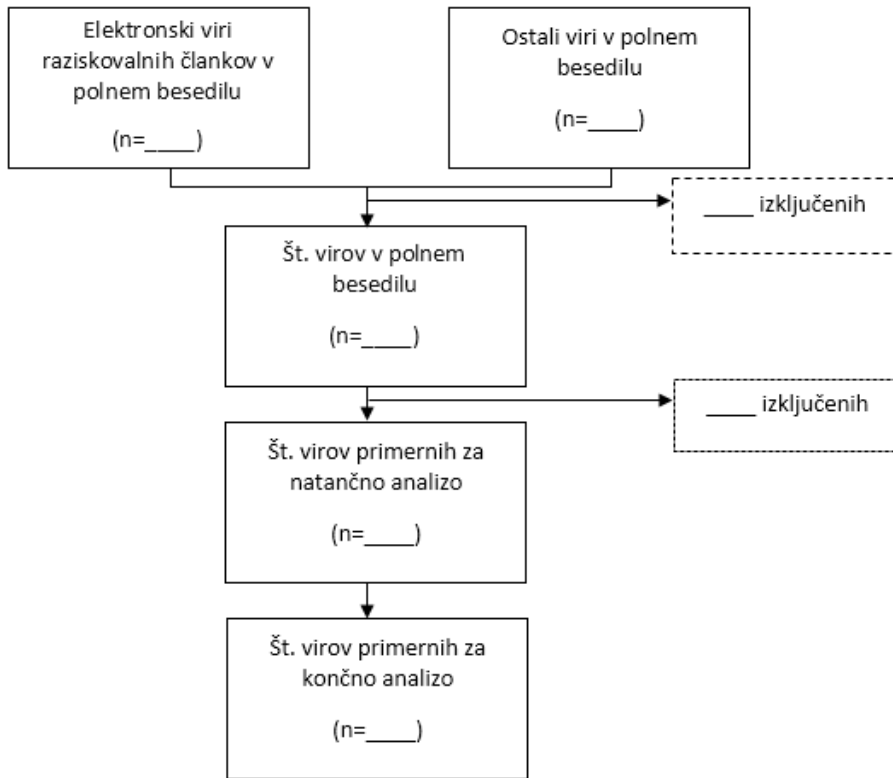 Elektronski viri
raziskovalnih člankov v
polnem besedilu
(n=____)
Ostali viri v polnem
besedilu
(n=____)
____ izključenih
Št. virov v polnem
besedilu
(n=____)
____ izključenih
Št. virov primernih za
natančno analizo
(n=____)
Št. virov primernih za
končno analizo
(n=____)